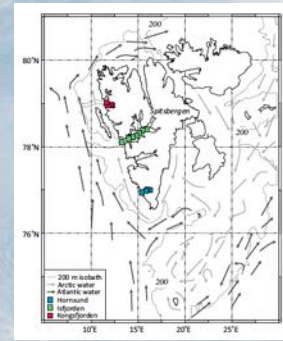 200
80°N
Spitsbergen
200
78°N
76°N
200
200 m isobath
Arctic water
Atlantic water
Hornsund
Isfjorden
Kongsfjorden
10°E
15°E
20°E
25°E